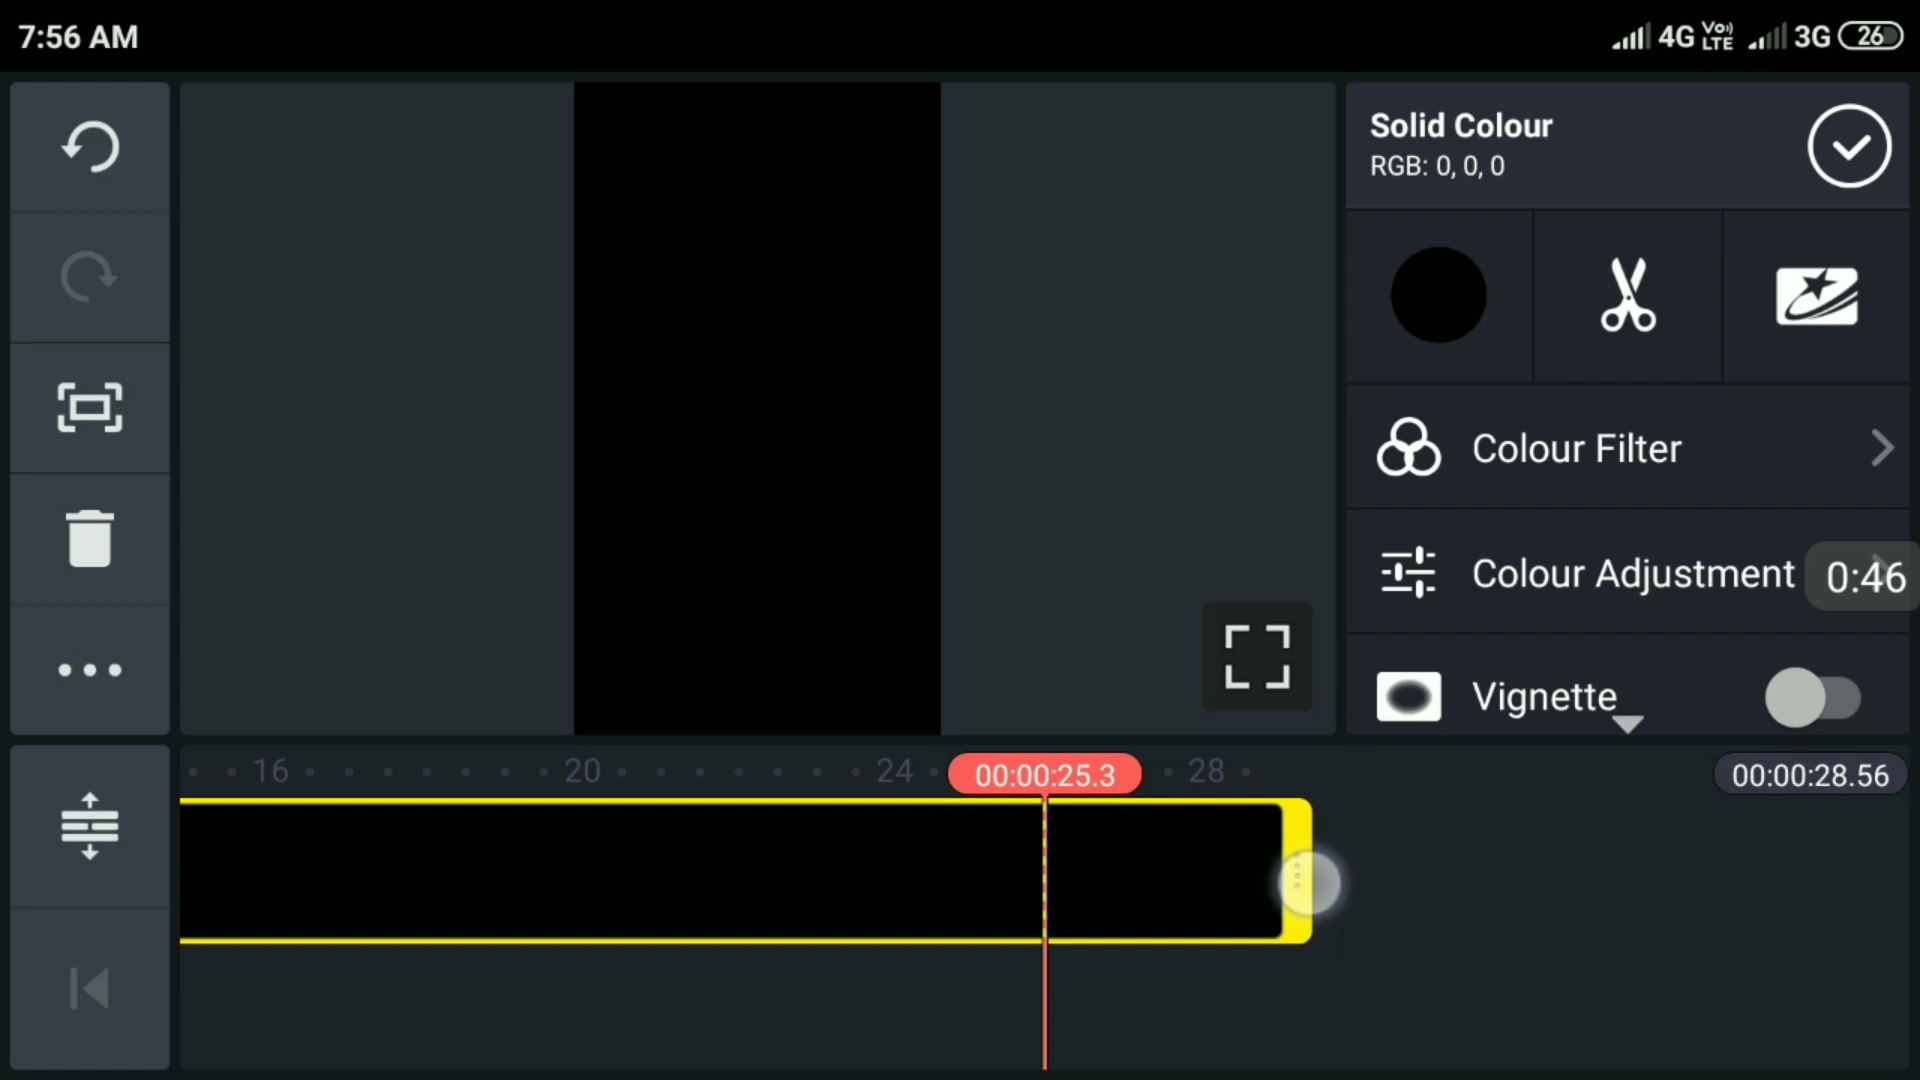 7:56 AM
4G Vo)) LTE 3G 26
Solid Colour
RGB: 0, 0, 0
Colour Filter
Colour Adjustment
0:46
Vignette
16 20 24 00:00:25.3 28 00:00:28.56